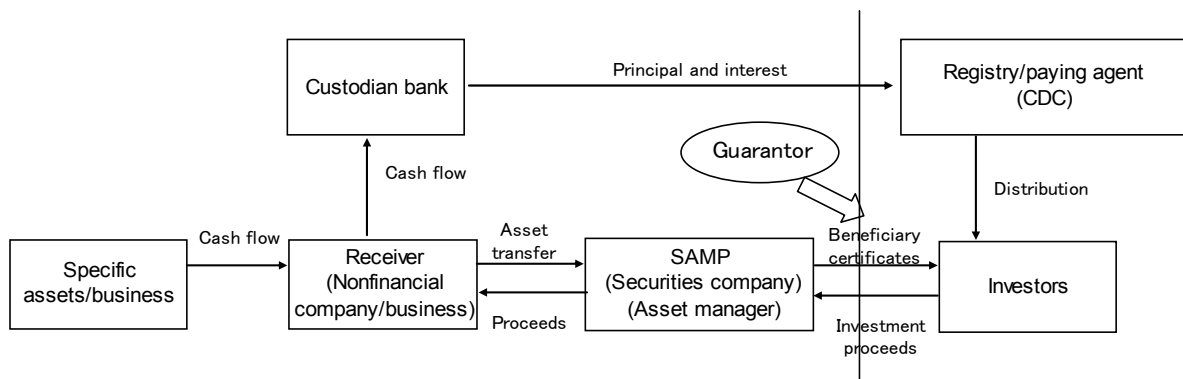 Custodian bank
Principal and interest
Registry/paying agent
(CDC)
Guarantor
Cash flow
Distribution
Cash flow
Specific
assets/business
Receiver
(Nonfinancial
company/business)
Asset
transfer
Proceeds
SAMP
(Securities company)
(Asset manager)
Beneficiary
certificates
Investment
proceeds
Investors